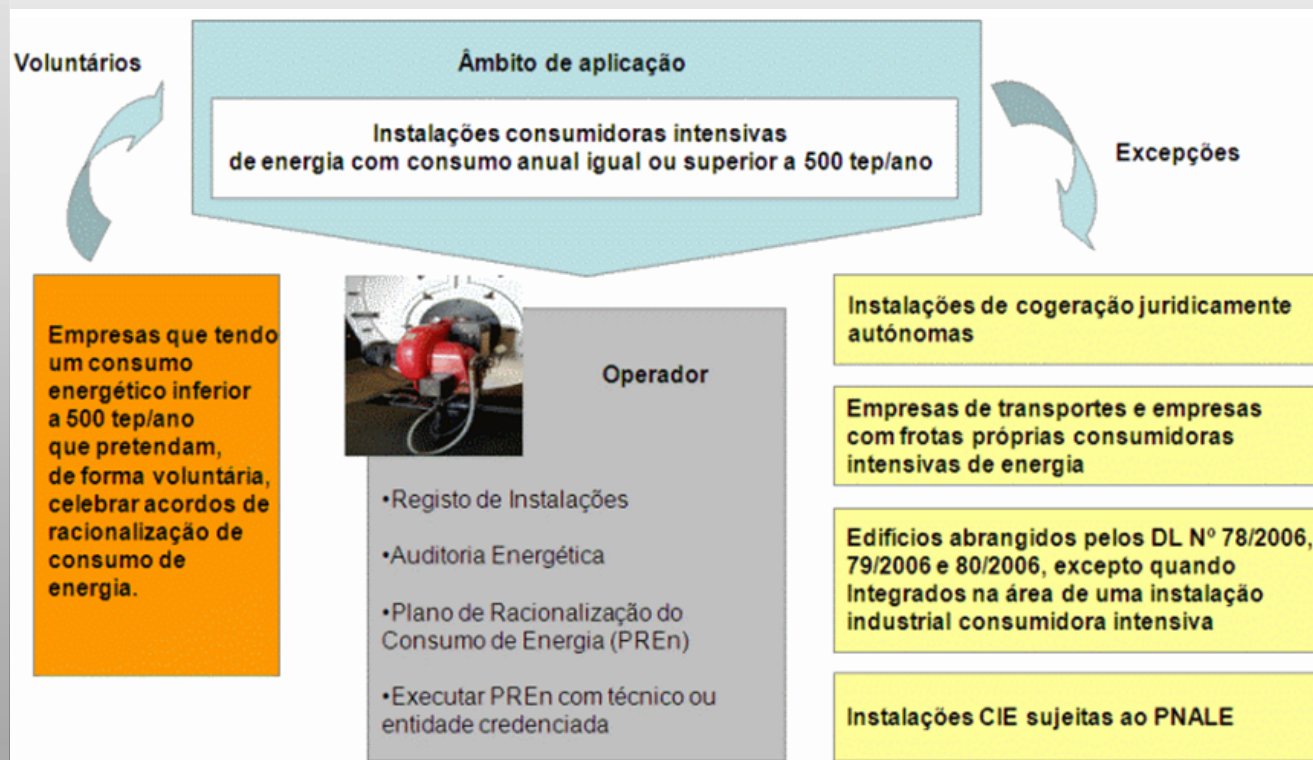 Voluntários
Âmbito de aplicação
Instalações consumidoras intensivas
de energia com consumo anual igual ou superior a 500 tep/ano
Excepções
Empresas que tendo
um consumo
energético inferior
a 500 tep/ano
que pretendam,
de forma voluntária,
celebrar acordos de
racionalização de
consumo de
energia.
Operador
•Registo de Instalações
•Auditoria Energética
•Plano de Racionalização do
Consumo de Energia (PREn)
•Executar PREn com técnico ou
entidade credenciada
Instalações de cogeração juridicamente
autónomas
Empresas de transportes e empresas
com frotas próprias consumidoras
intensivas de energia
Edifícios abrangidos pelos DL Nº 78/2006,
79/2006 e 80/2006, excepto quando
Integrados na área de uma instalação
industrial consumidora intensiva
Instalações CIE sujeitas ao PNALE